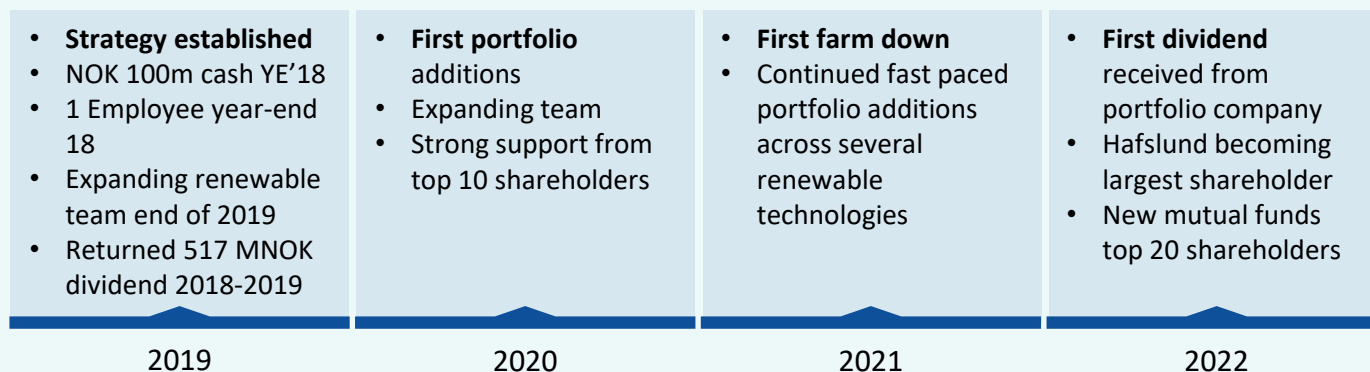 • Strategy established
• NOK 100m cash YE’18
• 1 Employee year-end
18
• Expanding renewable
team end of 2019
• Returned 517 MNOK
dividend 2018-2019
2019
• First portfolio
additions
• Expanding team
• Strong support from
top 10 shareholders
2020
• First farm down
• Continued fast paced
portfolio additions
across several
renewable
technologies
2021
• First dividend
received from
portfolio company
• Hafslund becoming
largest shareholder
• New mutual funds
top 20 shareholders
2022